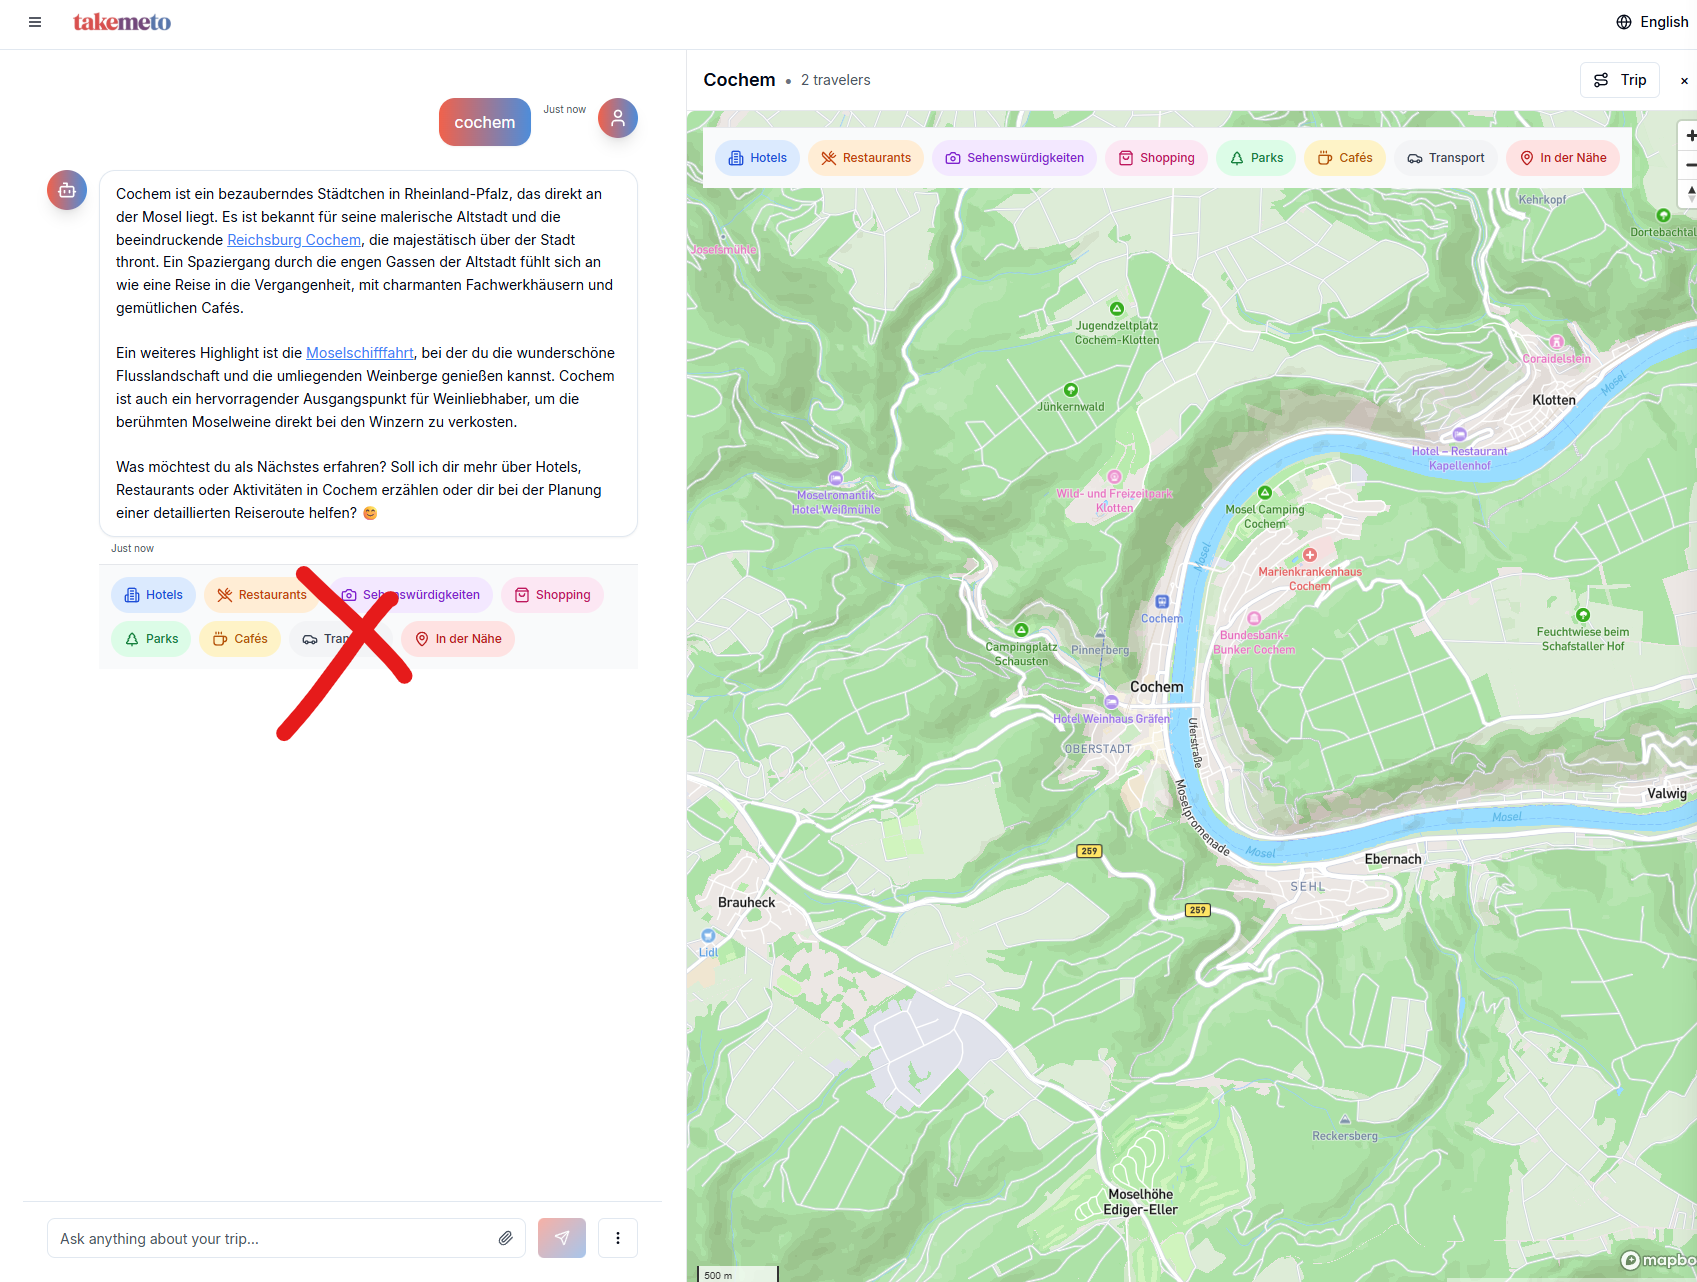 takemeto
English
cochem
Just now
Cochem ist ein bezauberndes Städtchen in Rheinland-Pfalz, das direkt an
der Mosel liegt. Es ist bekannt für seine malerische Altstadt und die
beeindruckende Reichsburg Cochem, die majestätisch über der Stadt
thront. Ein Spaziergang durch die engen Gassen der Altstadt fühlt sich an
wie eine Reise in die Vergangenheit, mit charmanten Fachwerkhäusern und
gemütlichen Cafés.
Ein weiteres Highlight ist die Moselschifffahrt, bei der du die wunderschöne
Flusslandschaft und die umliegenden Weinberge genießen kannst. Cochem
ist auch ein hervorragender Ausgangspunkt für Weinliebhaber, um die
berühmten Moselweine direkt bei den Winzern zu verkosten.
Was möchtest du als Nächstes erfahren? Soll ich dir mehr über Hotels,
Restaurants oder Aktivitäten in Cochem erzählen oder dir bei der Planung
einer detaillierten Reiseroute helfen? 😊
Just now
Hotels
Restaurants
Sehenswürdigkeiten
Shopping
Parks
Cafés
In der Nähe
Ask anything about your trip...
Cochem • 2 travelers
Trip
×
Hotels
Restaurants
Sehenswürdigkeiten
Shopping
Parks
Cafés
Transport
In der Nähe
Kehrkopf
Dortebachtal
Joselsmühle
Jugendzeltplatz
Cochem-Klotten
Coraidelstein
Mosel
Klotten
Jünkernwald
Hotel – Restaurant
Kapellenhof
Moselromantik
Hotel Weißmühle
Wild- und Freizeitpark
Klotten
Mosel Camping
Cochem
Mosel
Marienkrankenhaus
Cochem
Cochem
Bundesbank-
Bunker Cochem
Feuchtwiese beim
Schafstaller Hof
Campingplatz
Schausten
Pinnerberg
Cochem
Hotel Weinhaus Gräfen
OBERSTADT
Uferstraße
Moselpromenade
Valwig
Mosel
Mosel
259
Ebernach
SEHL
Brauheck
259
Lidl
Reckersberg
Moselhöhe
Ediger-Eller
500 m
mapbo